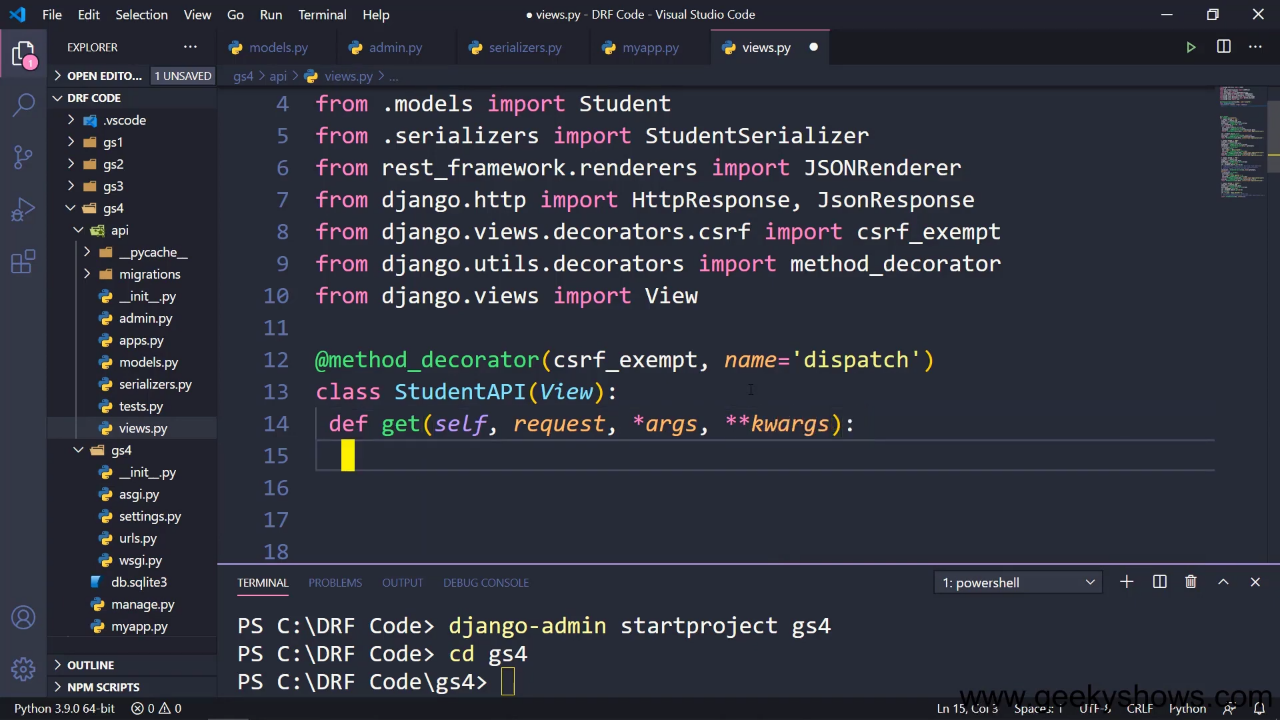 File Edit Selection View Go Run Terminal Help ● views.py - DRF Code - Visual Studio Code
EXPLORER ···
models.py admin.py serializers.py myapp.py views.py
OPEN EDITO... 1 UNSAVED
gs4 > api > views.py > ...
DRF CODE
.vscode
gs1
gs2
gs3
gs4
api
__pycache__
migrations
__init__.py
admin.py
apps.py
models.py
serializers.py
tests.py
views.py
gs4
__init__.py
asgi.py
settings.py
urls.py
wsgi.py
db.sqlite3
manage.py
myapp.py
OUTLINE
NPM SCRIPTS
1
4 from .models import Student
5 from .serializers import StudentSerializer
6 from rest_framework.renderers import JSONRenderer
7 from django.http import HttpResponse, JsonResponse
8 from django.views.decorators.csrf import csrf_exempt
9 from django.utils.decorators import method_decorator
10 from django.views import View
11
12 @method_decorator(csrf_exempt, name='dispatch')
13 class StudentAPI(View):
14 def get(self, request, *args, **kwargs):
15
16
17
18
TERMINAL PROBLEMS OUTPUT DEBUG CONSOLE 1: powershell
PS C:\DRF Code> django-admin startproject gs4
PS C:\DRF Code> cd gs4
PS C:\DRF Code\gs4>
www.geekyshows.com
Python 3.9.0 64-bit 0 0 Ln 15, Col 3 Spaces: 1 UTF-8 CRLF Python